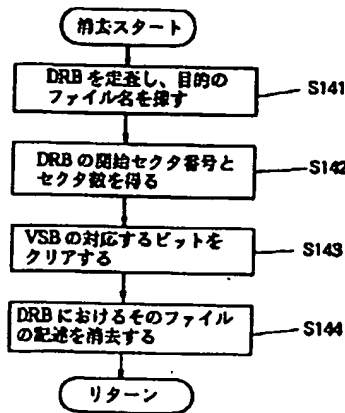 消去スタート
DRBを走査し、目的の
ファイル名を探す
S141
DRBの開始セクタ番号と
セクタ数を得る
S142
VSBの対応するビットを
クリアする
S143
DRBにおけるそのファイル
の記述を消去する
S144
リターン